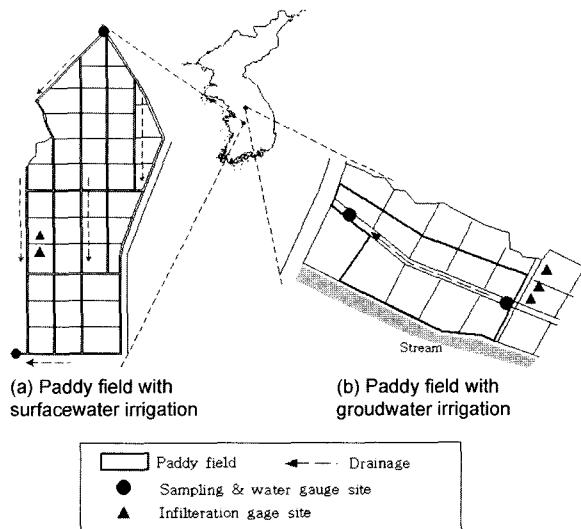 Stream
(a) Paddy field with
surfacewater irrigation
(b) Paddy field with
groudwater irrigation
Paddy field
Drainage
Sampling & water gauge site
Infilteration gage site